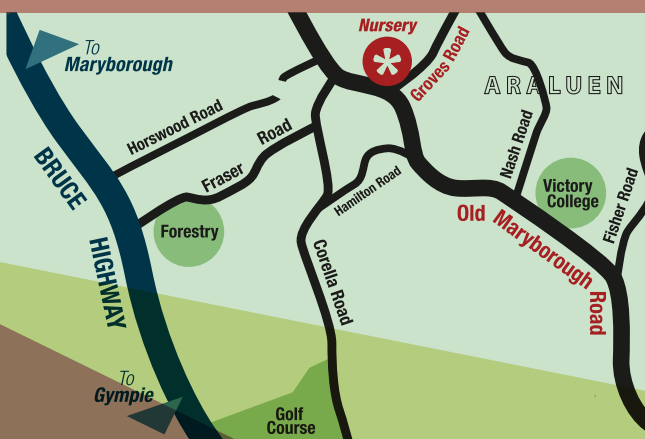 Nursery
To
Maryborough
Groves Road
ARALUEN
Horswood Road
Fraser Road
Nash Road
BRUCE
HIGHWAY
Hamilton Road
Victory
College
Fisher Road
Forestry
Old Maryborough Road
Corella Road
To
Gympie
Golf
Course